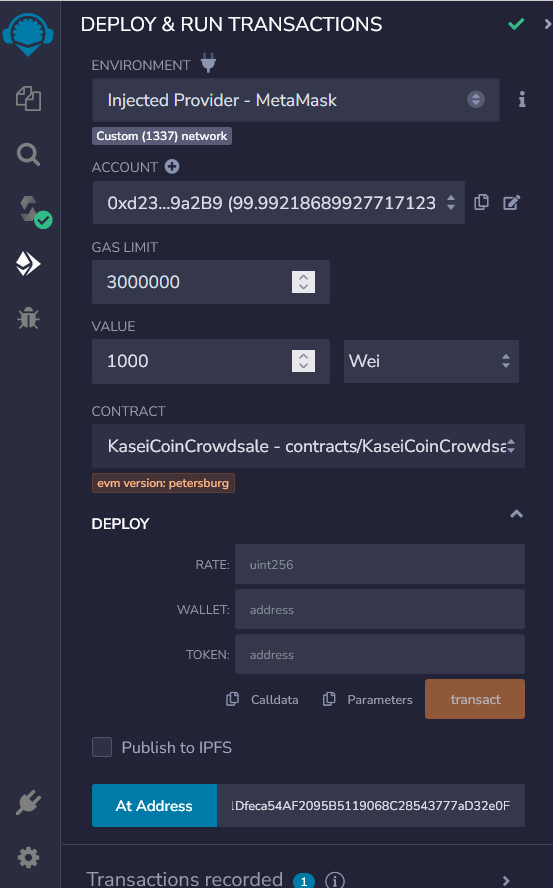 DEPLOY & RUN TRANSACTIONS
ENVIRONMENT
Injected Provider - MetaMask
Custom (1337) network
ACCOUNT
0xd23...9a2B9 (99.99218689927717123
GAS LIMIT
3000000
VALUE
1000
Wei
CONTRACT
KaseiCoinCrowdsale - contracts/KaseiCoinCrowdsa
evm version: petersburg
DEPLOY
RATE: uint256
WALLET: address
TOKEN: address
Calldata Parameters transact
Publish to IPFS
At Address 1Dfeca54AF2095B5119068C28543777aD32e0F
Transactions recorded 1